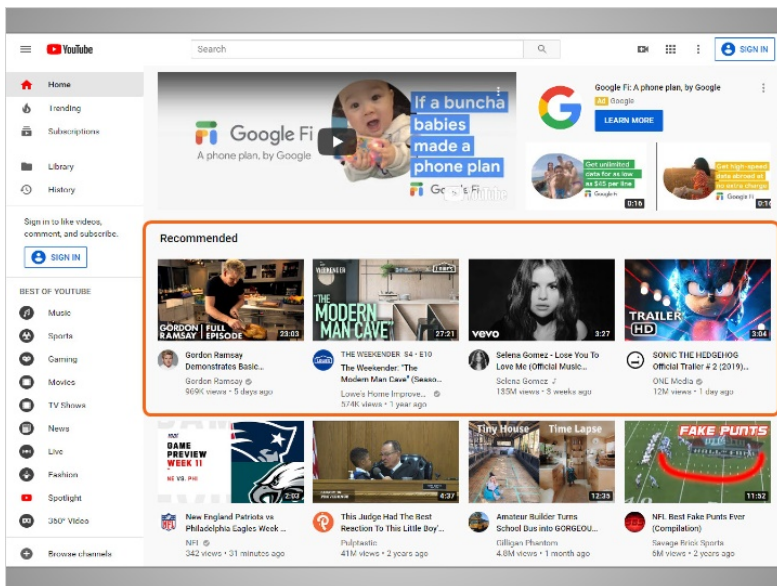 YouTube
Search
SIGN IN
Home
Trending
Subscriptions
Library
History
Sign in to like videos,
comment, and subscribe.
SIGN IN
BEST OF YOUTUBE
Music
Sports
Gaming
Movies
TV Shows
News
Live
Fashion
Spotlight
360° Video
Browse channels
Google Fi
A phone plan, by Google
If a buncha
babies
made a
phone plan
Google Fi
YouTube
Google Fi: A phone plan, by Google
Ad Google
LEARN MORE
Get unlimited
data for as low
as $45 per line
Google Fi
0:16
Get high-speed
data abroad at
no extra charge
Google Fi
0:16
Recommended
GORDON | FULL
RAMSAY | EPISODE
23:03
Gordon Ramsay
Demonstrates Basic...
Gordon Ramsay
969K views • 5 days ago
THE WEEKENDER
Lowe's
"THE
MODERN
MAN CAVE"
27:21
THE WEEKENDER S4 • E10
The Weekender: "The
Modern Man Cave" (Seaso...
Lowe's Home Improve...
574K views • 1 year ago
vevo
3:27
Selena Gomez - Lose You To
Love Me (Official Music...
Selena Gomez
135M views • 3 weeks ago
TRAILER
HD
3:04
SONIC THE HEDGEHOG
Official Trailer # 2 (2019)...
ONE Media
12M views • 1 day ago
GAME
PREVIEW
WEEK 11
NE VS. PHI
2:03
New England Patriots vs
Philadelphia Eagles Week ...
NFL
342 views • 31 minutes ago
4:37
This Judge Had The Best
Reaction To This Little Boy'...
Pulptastic
41M views • 2 years ago
Tiny House Time Lapse
12:35
Amateur Builder Turns
School Bus into GORGEOU...
Gilligan Phantom
4.8M views • 1 month ago
FAKE PUNTS
11:52
NFL Best Fake Punts Ever
(Compilation)
Savage Brick Sports
6M views • 2 years ago